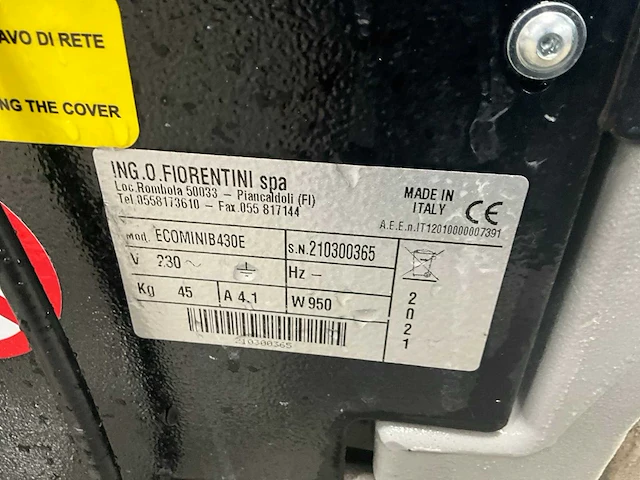 AVO DI RETE
NG THE COVER
ING.O.FIORENTINI spa
Loc.Rombola 50033 – Piancaldoli (FI)
Tel.0558173610 – Fax.055 817144
MADE IN
ITALY
CE
A.E.E.n.IT12010000007391
Mod. ECOMINIB430E
S.N.210300365
V 230 ~
Hz –
Kg 45
A 4.1
W 950
2021
210300365